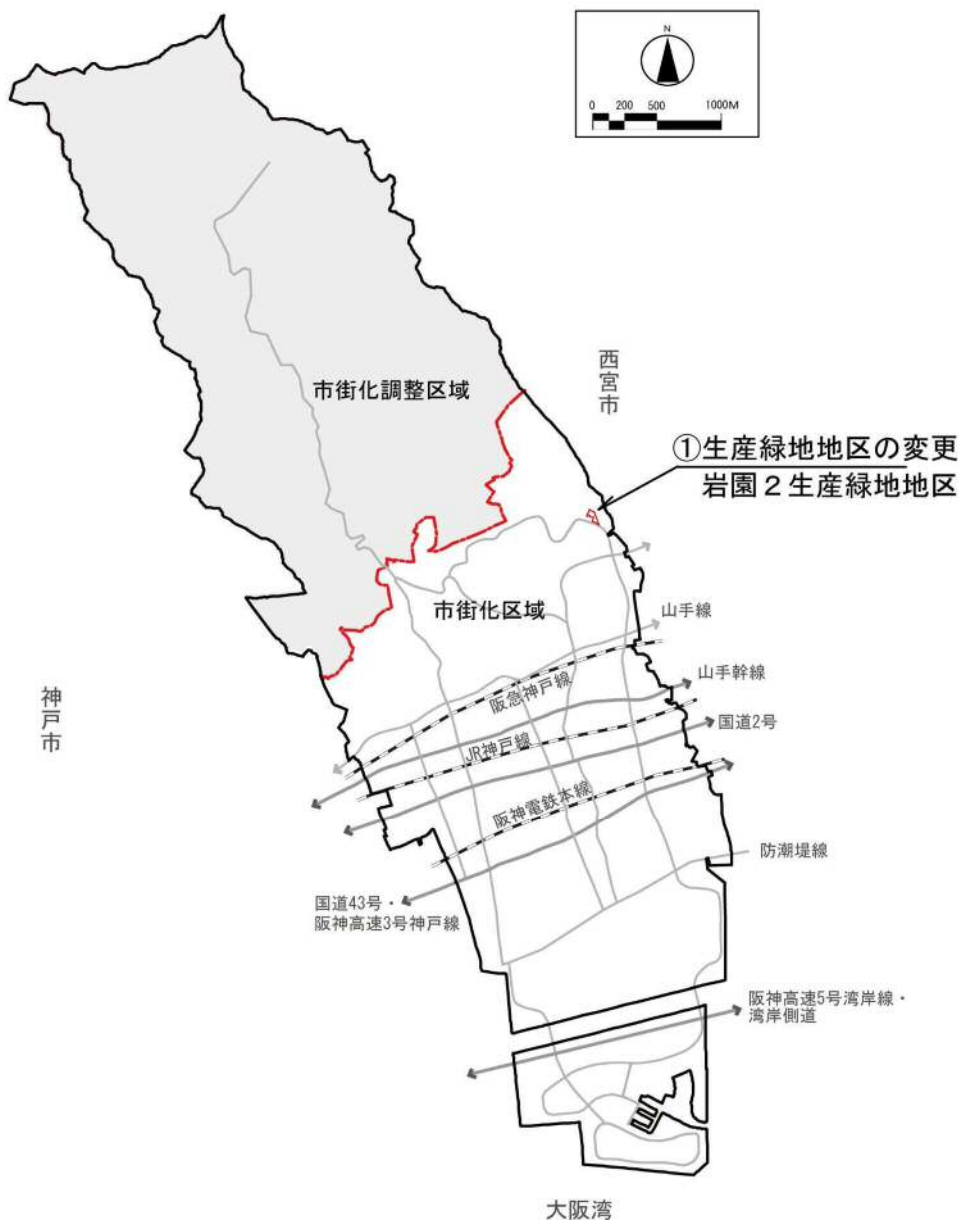 N
0 200 500 1000M
西宮市
市街化調整区域
①生産緑地地区の変更
岩園2生産緑地地区
市街化区域
山手線
神戸市
阪急神戸線
山手幹線
国道2号
JR神戸線
阪神電鉄本線
防潮堤線
国道43号・
阪神高速3号神戸線
阪神高速5号湾岸線・
湾岸側道
大阪湾